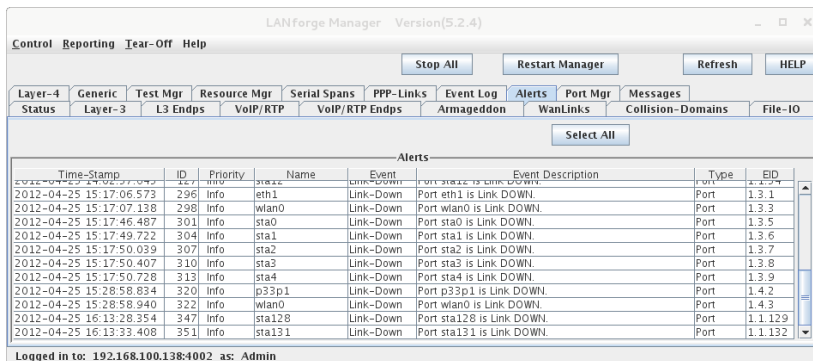 LANforge Manager Version(5.2.4)
Control Reporting Tear-Off Help
Stop All Restart Manager Refresh HELP
Layer-4 Generic Test Mgr Resource Mgr Serial Spans PPP-Links Event Log Alerts Port Mgr Messages
Status Layer-3 L3 Endps VoIP/RTP VoIP/RTP Endps Armageddon WanLinks Collision-Domains File-IO
Select All
Alerts
Time-Stamp ID Priority Name Event Event Description Type EID
2012-04-25 15:17:06.573 296 Info eth1 Link-Down Port eth1 is Link DOWN. Port 1.3.1
2012-04-25 15:17:07.138 298 Info wlan0 Link-Down Port wlan0 is Link DOWN. Port 1.3.3
2012-04-25 15:17:46.487 301 Info sta0 Link-Down Port sta0 is Link DOWN. Port 1.3.5
2012-04-25 15:17:49.722 304 Info sta1 Link-Down Port sta1 is Link DOWN. Port 1.3.6
2012-04-25 15:17:50.039 307 Info sta2 Link-Down Port sta2 is Link DOWN. Port 1.3.7
2012-04-25 15:17:50.407 310 Info sta3 Link-Down Port sta3 is Link DOWN. Port 1.3.8
2012-04-25 15:17:50.728 313 Info sta4 Link-Down Port sta4 is Link DOWN. Port 1.3.9
2012-04-25 15:28:58.834 320 Info p33p1 Link-Down Port p33p1 is Link DOWN. Port 1.4.2
2012-04-25 15:28:58.940 322 Info wlan0 Link-Down Port wlan0 is Link DOWN. Port 1.4.3
2012-04-25 16:13:28.354 347 Info sta128 Link-Down Port sta128 is Link DOWN. Port 1.1.129
2012-04-25 16:13:33.408 351 Info sta131 Link-Down Port sta131 is Link DOWN. Port 1.1.132
Logged in to: 192.168.100.138:4002 as: Admin